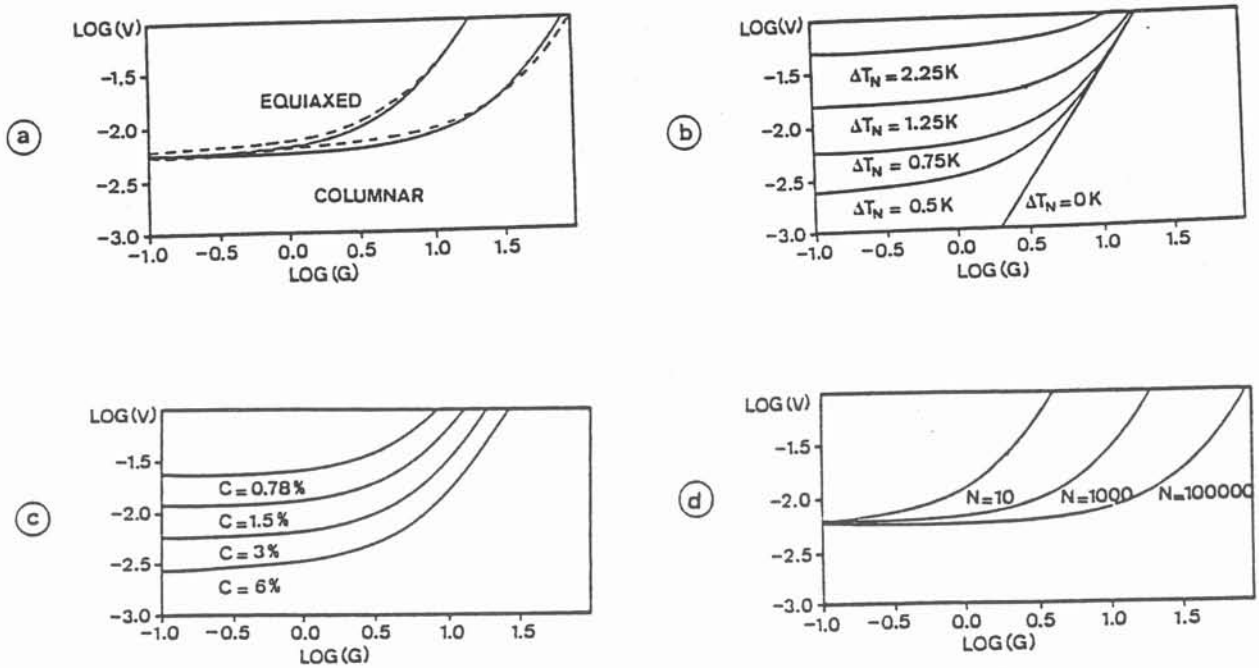 a
LOG(V)
-1.5
-2.0
-2.5
-3.0
EQUIAXED
COLUMNAR
-1.0 -0.5 0.0 0.5 1.0 1.5
LOG(G)
b
LOG(V)
-1.5
-2.0
-2.5
-3.0
ΔT_N = 2.25K
ΔT_N = 1.25K
ΔT_N = 0.75K
ΔT_N = 0.5K
ΔT_N = 0K
-1.0 -0.5 0.0 0.5 1.0 1.5
LOG(G)
c
LOG(V)
-1.5
-2.0
-2.5
-3.0
C = 0.78%
C = 1.5%
C = 3%
C = 6%
-1.0 -0.5 0.0 0.5 1.0 1.5
LOG(G)
d
LOG(V)
-1.5
-2.0
-2.5
-3.0
N=10 N=1000 N=100000
-1.0 -0.5 0.0 0.5 1.0 1.5
LOG(G)